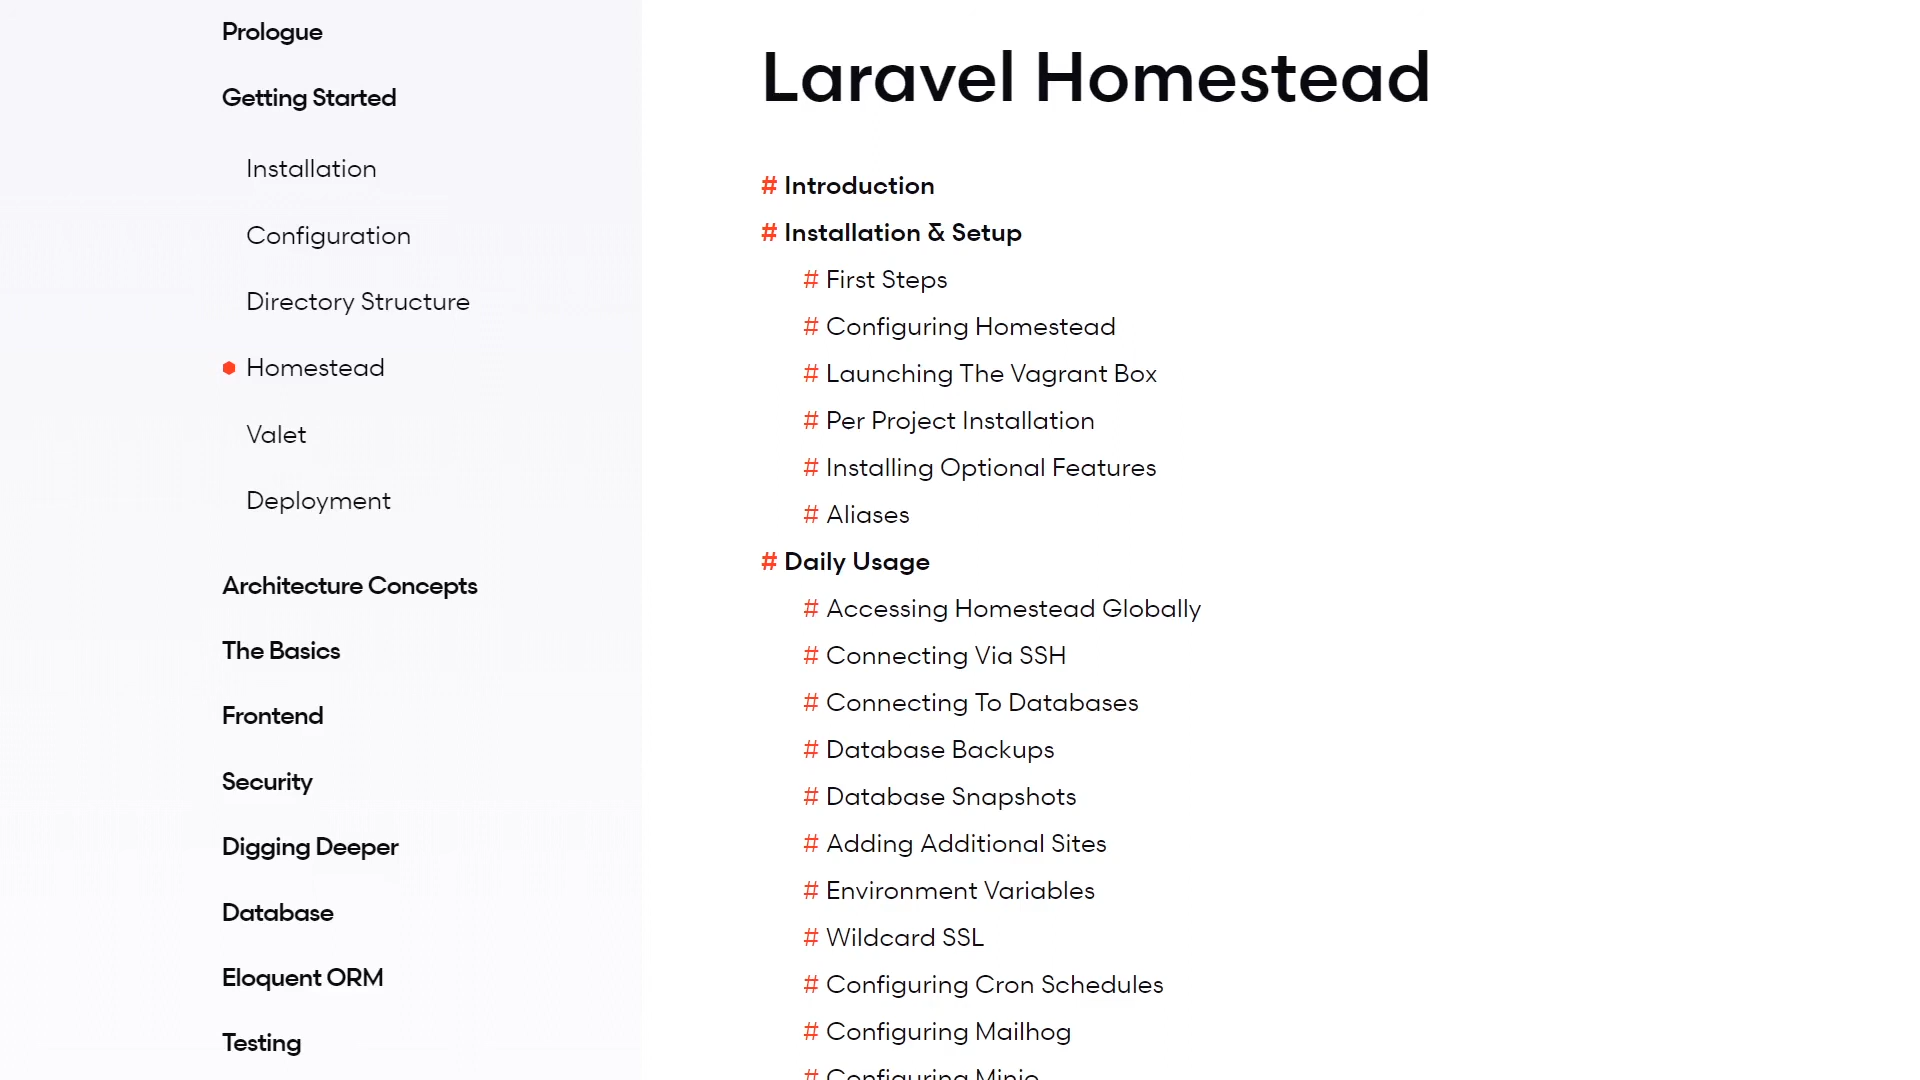 Prologue
Getting Started
Installation
Configuration
Directory Structure
Homestead
Valet
Deployment
Architecture Concepts
The Basics
Frontend
Security
Digging Deeper
Database
Eloquent ORM
Testing
Laravel Homestead
# Introduction
# Installation & Setup
# First Steps
# Configuring Homestead
# Launching The Vagrant Box
# Per Project Installation
# Installing Optional Features
# Aliases
# Daily Usage
# Accessing Homestead Globally
# Connecting Via SSH
# Connecting To Databases
# Database Backups
# Database Snapshots
# Adding Additional Sites
# Environment Variables
# Wildcard SSL
# Configuring Cron Schedules
# Configuring Mailhog
# Configuring Minio